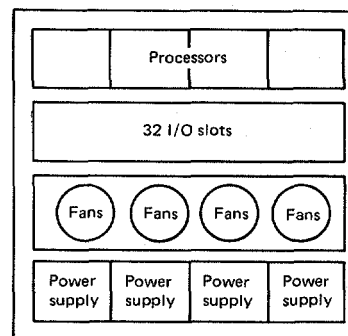 Processors
32 I/O slots
Fans Fans Fans Fans
Power supply Power supply Power supply Power supply